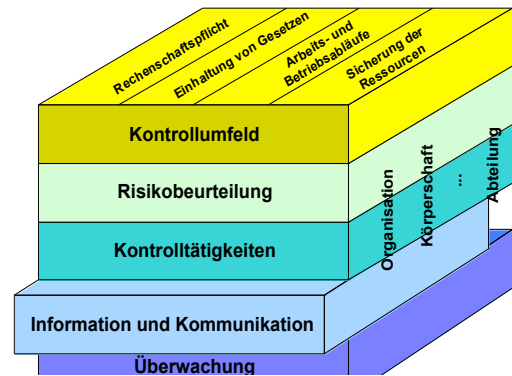 Rechenschaftspflicht
Einhaltung von Gesetzen
Arbeits- und
Betriebsabläufe
Sicherung der
Ressourcen
Kontrollumfeld
Risikobeurteilung
Kontrolltätigkeiten
Information und Kommunikation
Überwachung
Organisation
Körperschaft
...
Abteilung